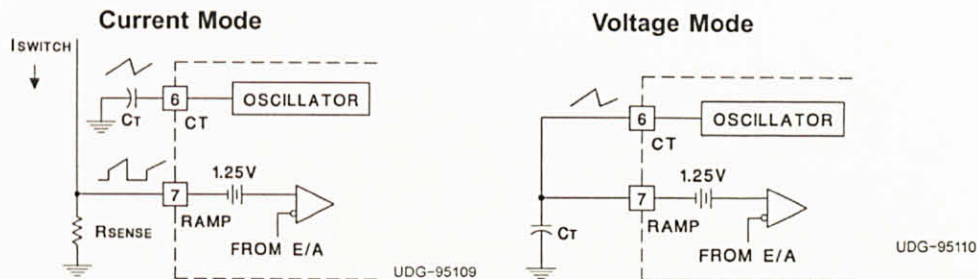 Current Mode
ISWITCH
CT
6
CT
OSCILLATOR
1.25V
7
RAMP
RSENSE
FROM E/A
UDG-95109
Voltage Mode
6
CT
OSCILLATOR
1.25V
7
RAMP
CT
FROM E/A
UDG-95110